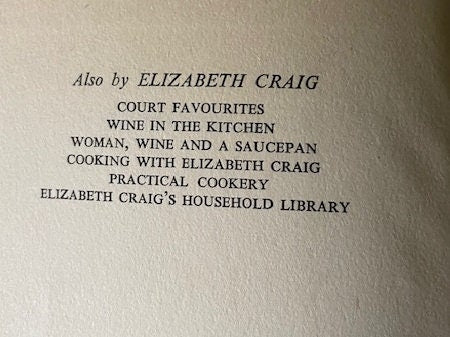 Also by ELIZABETH CRAIG
COURT FAVOURITES
WINE IN THE KITCHEN
WOMAN, WINE AND A SAUCEPAN
COOKING WITH ELIZABETH CRAIG
PRACTICAL COOKERY
ELIZABETH CRAIG'S HOUSEHOLD LIBRARY